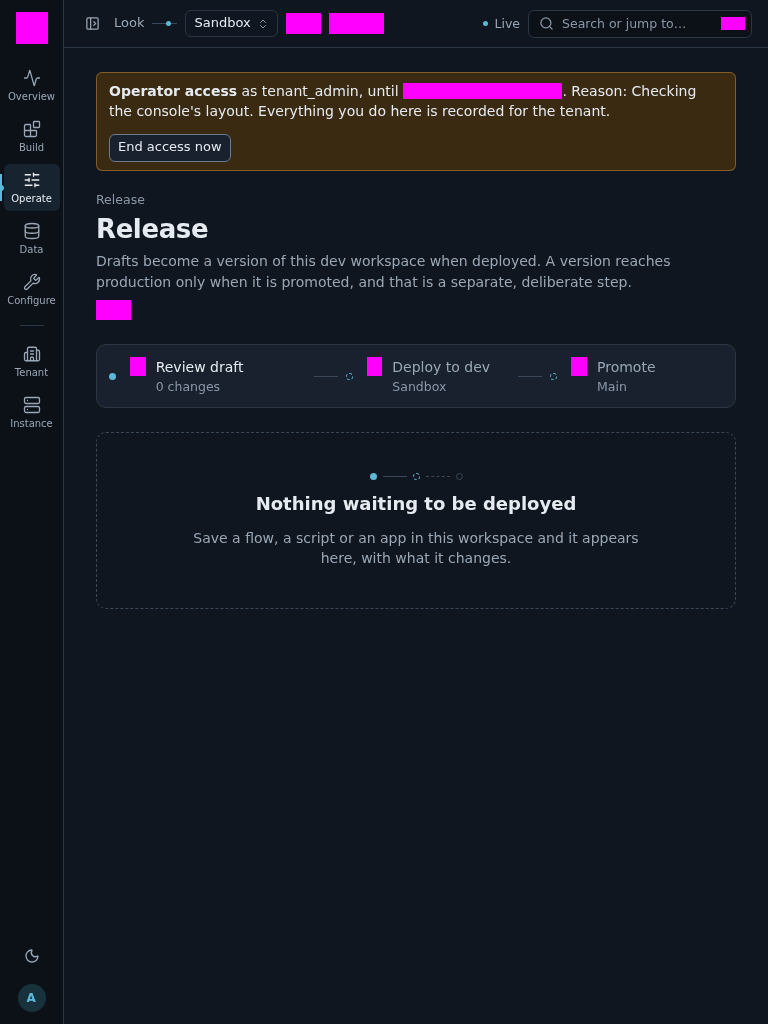 Look
Sandbox
Live
Search or jump to...
Overview
Build
Operate
Data
Configure
Tenant
Instance
A
Operator access as tenant_admin, until . Reason: Checking
the console's layout. Everything you do here is recorded for the tenant.
End access now
Release
Release
Drafts become a version of this dev workspace when deployed. A version reaches
production only when it is promoted, and that is a separate, deliberate step.
Review draft
0 changes
Deploy to dev
Sandbox
Promote
Main
Nothing waiting to be deployed
Save a flow, a script or an app in this workspace and it appears
here, with what it changes.